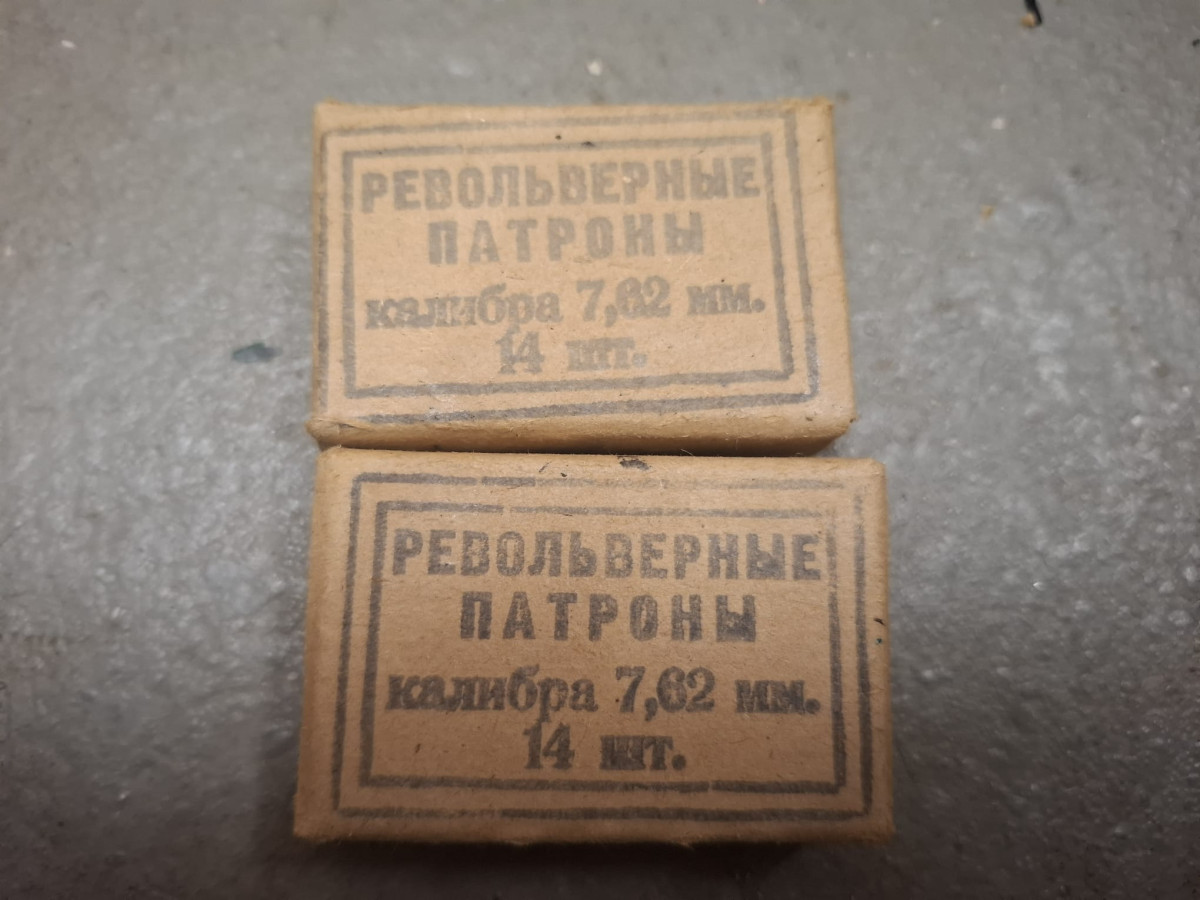 РЕВОЛЬВЕРНЫЕ
ПАТРОНЫ
калибра 7,62 мм.
14 шт.
РЕВОЛЬВЕРНЫЕ
ПАТРОНЫ
калибра 7,62 мм.
14 шт.